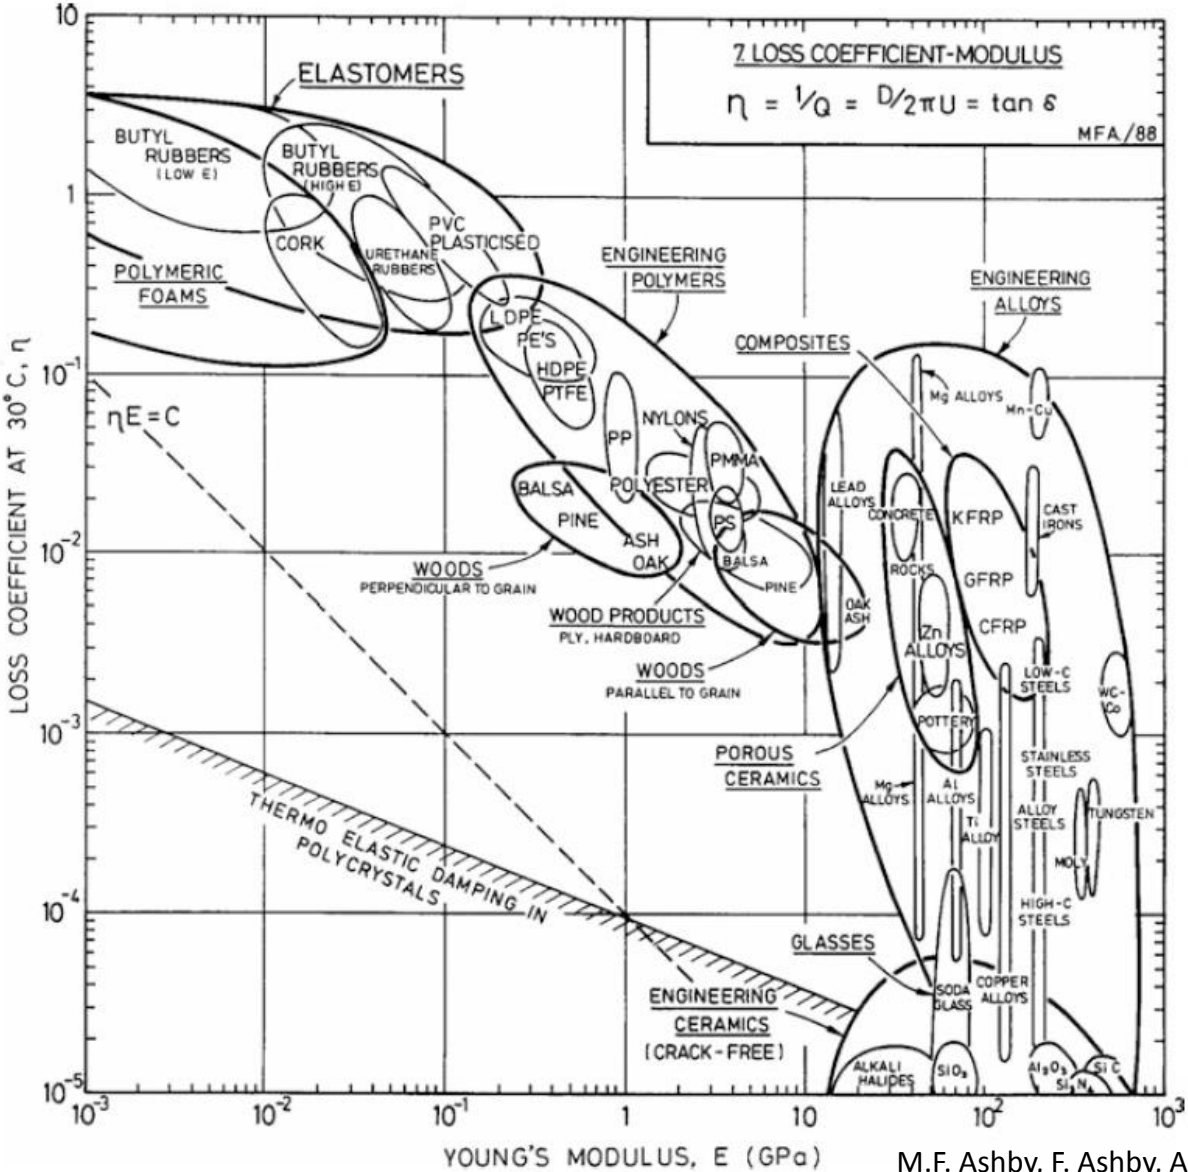 10
7. LOSS COEFFICIENT-MODULUS
η = 1/Q = D/2πU = tan δ
MFA/88
ELASTOMERS
BUTYL
RUBBERS
(LOW E)
BUTYL
RUBBERS
(HIGH E)
1
CORK
PVC
PLASTICISED
URETHANE
RUBBERS
POLYMERIC
FOAMS
ENGINEERING
POLYMERS
ENGINEERING
ALLOYS
LDPE
PE'S
HDPE
PTFE
COMPOSITES
10⁻¹
Mg ALLOYS
Mn-Cu
ηE=C
NYLONS
PP
PMMA
POLYESTER
PS
BALSA
PINE
ASH
OAK
LEAD
ALLOYS
CONCRETE
KFRP
CAST
IRONS
10⁻²
WOODS
PERPENDICULAR TO GRAIN
BALSA
PINE
ROCKS
GFRP
WOOD PRODUCTS
PLY, HARDBOARD
OAK
ASH
CFRP
Zn
ALLOYS
WOODS
PARALLEL TO GRAIN
LOW-C
STEELS
WC-
Co
10⁻³
POTTERY
POROUS
CERAMICS
STAINLESS
STEELS
Mg
ALLOYS
Al
ALLOYS
Ti
ALLOY
ALLOY
STEELS
TUNGSTEN
MOLY
THERMO ELASTIC DAMPING IN
POLYCRYSTALS
10⁻⁴
HIGH-C
STEELS
GLASSES
ENGINEERING
CERAMICS
(CRACK-FREE)
SODA
GLASS
COPPER
ALLOYS
ALKALI
HALIDES
SiO₂
Al₂O₃
SiC
Si₃N₄
10⁻⁵
LOSS COEFFICIENT AT 30°C, η
10⁻³ 10⁻² 10⁻¹ 1 10 10² 10³
YOUNG'S MODULUS, E (GPa)
M.F. Ashby, F. Ashby, A